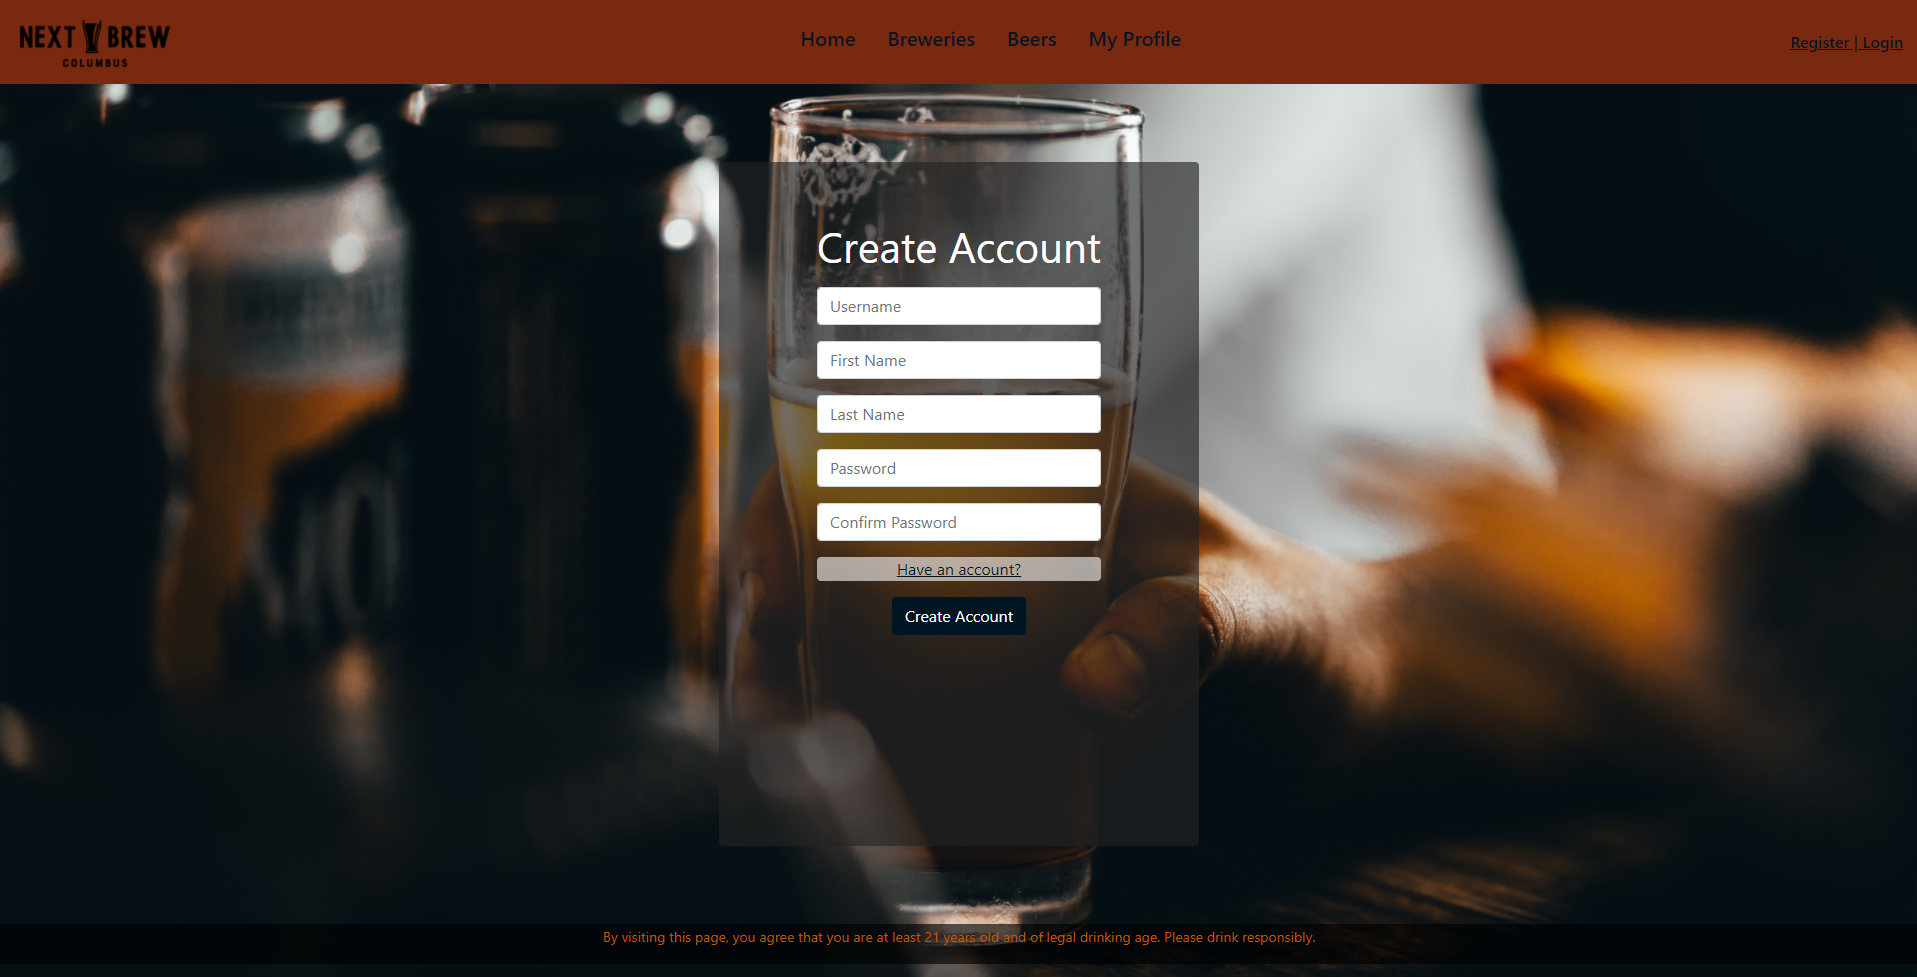 NEXT BREW
COLUMBUS
Home Breweries Beers My Profile
Register | Login
Create Account
Username
First Name
Last Name
Password
Confirm Password
Have an account?
Create Account
By visiting this page, you agree that you are at least 21 years old and of legal drinking age. Please drink responsibly.